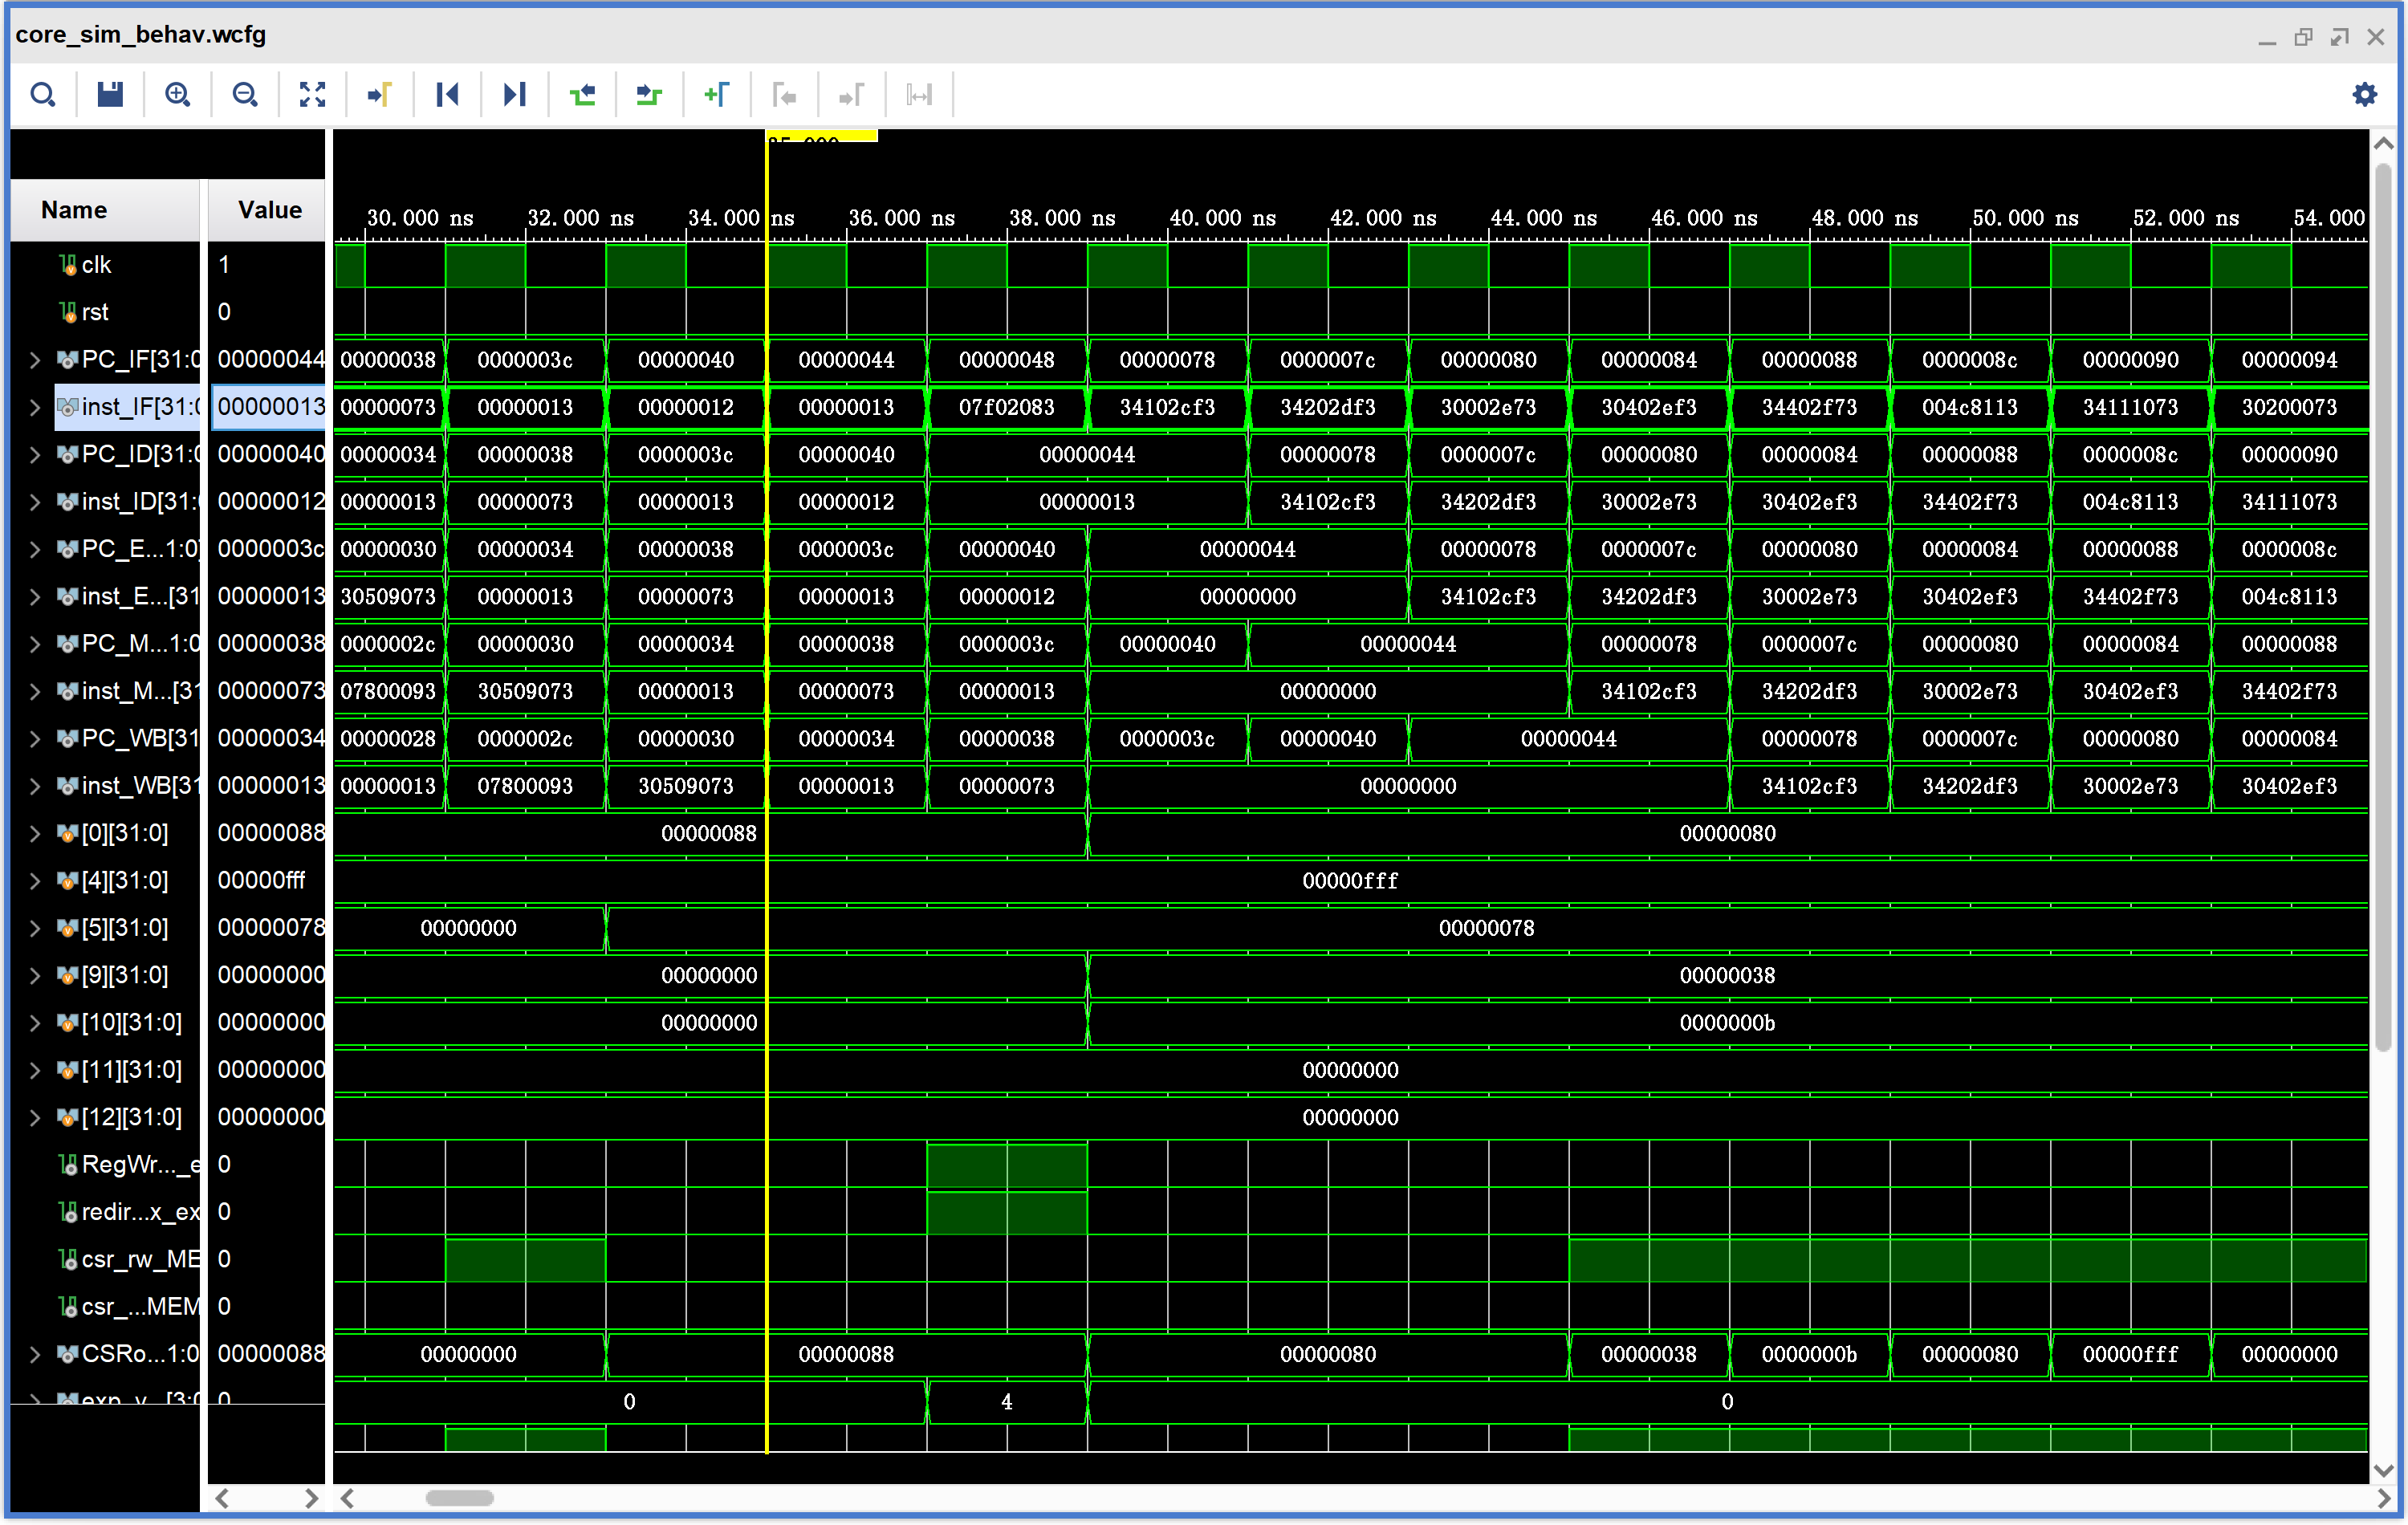 core_sim_behav.wcfg
Name Value
30.000 ns 32.000 ns 34.000 ns 36.000 ns 38.000 ns 40.000 ns 42.000 ns 44.000 ns 46.000 ns 48.000 ns 50.000 ns 52.000 ns 54.000
clk 1
rst 0
PC_IF[31:0 00000044 00000038 0000003c 00000040 00000044 00000048 00000078 0000007c 00000080 00000084 00000088 0000008c 00000090 00000094
inst_IF[31:0 00000013 00000073 00000013 00000012 00000013 07f02083 34102cf3 34202df3 30002e73 30402ef3 34402f73 004c8113 34111073 30200073
PC_ID[31:0 00000040 00000034 00000038 0000003c 00000040 00000044 00000078 0000007c 00000080 00000084 00000088 0000008c 00000090
inst_ID[31: 00000012 00000013 00000073 00000013 00000012 00000013 34102cf3 34202df3 30002e73 30402ef3 34402f73 004c8113 34111073
PC_E...1:0] 0000003c 00000030 00000034 00000038 0000003c 00000040 00000044 00000078 0000007c 00000080 00000084 00000088 0000008c
inst_E...[31 00000013 30509073 00000013 00000073 00000013 00000012 00000000 34102cf3 34202df3 30002e73 30402ef3 34402f73 004c8113
PC_M...1:0 00000038 0000002c 00000030 00000034 00000038 0000003c 00000040 00000044 00000078 0000007c 00000080 00000084 00000088
inst_M...[31 00000073 07800093 30509073 00000013 00000073 00000013 00000000 34102cf3 34202df3 30002e73 30402ef3 34402f73
PC_WB[31 00000034 00000028 0000002c 00000030 00000034 00000038 0000003c 00000040 00000044 00000078 0000007c 00000080 00000084
inst_WB[31 00000013 00000013 07800093 30509073 00000013 00000073 00000000 34102cf3 34202df3 30002e73 30402ef3
[0][31:0] 00000088 00000088 00000080
[4][31:0] 00000fff 00000fff
[5][31:0] 00000078 00000000 00000078
[9][31:0] 00000000 00000000 00000038
[10][31:0] 00000000 00000000 0000000b
[11][31:0] 00000000 00000000
[12][31:0] 00000000 00000000
RegWr..._e 0
redir...x_ex 0
csr_rw_ME 0
csr_...MEM 0
CSRo...1:0 00000088 00000000 00000088 00000080 00000038 0000000b 00000080 00000fff 00000000
exp_v...[3:0 0 0 4 0